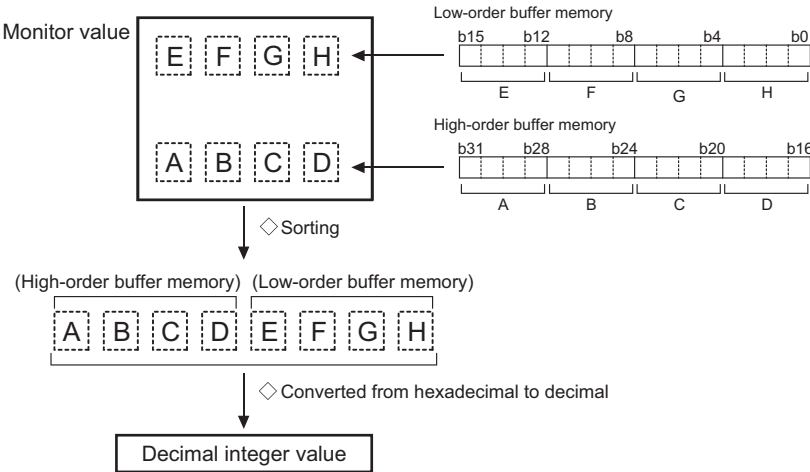 Monitor value
E F G H
A B C D
Low-order buffer memory
b15 b12 b8 b4 b0
E F G H
High-order buffer memory
b31 b28 b24 b20 b16
A B C D
◇ Sorting
(High-order buffer memory) (Low-order buffer memory)
A B C D E F G H
◇ Converted from hexadecimal to decimal
Decimal integer value